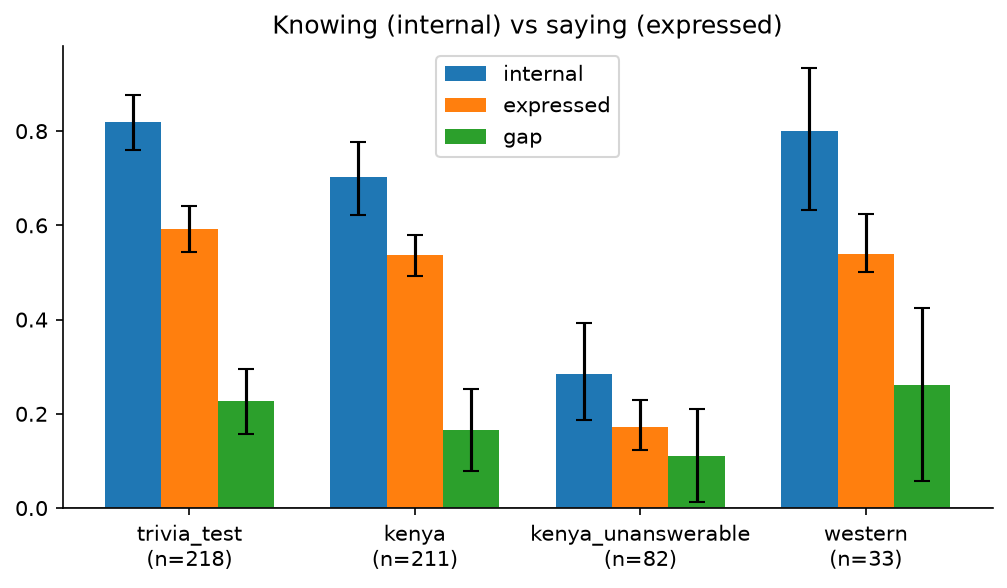 Knowing (internal) vs saying (expressed)
internal
expressed
gap
0.8
0.6
0.4
0.2
0.0
trivia_test
(n=218)
kenya
(n=211)
kenya_unanswerable
(n=82)
western
(n=33)